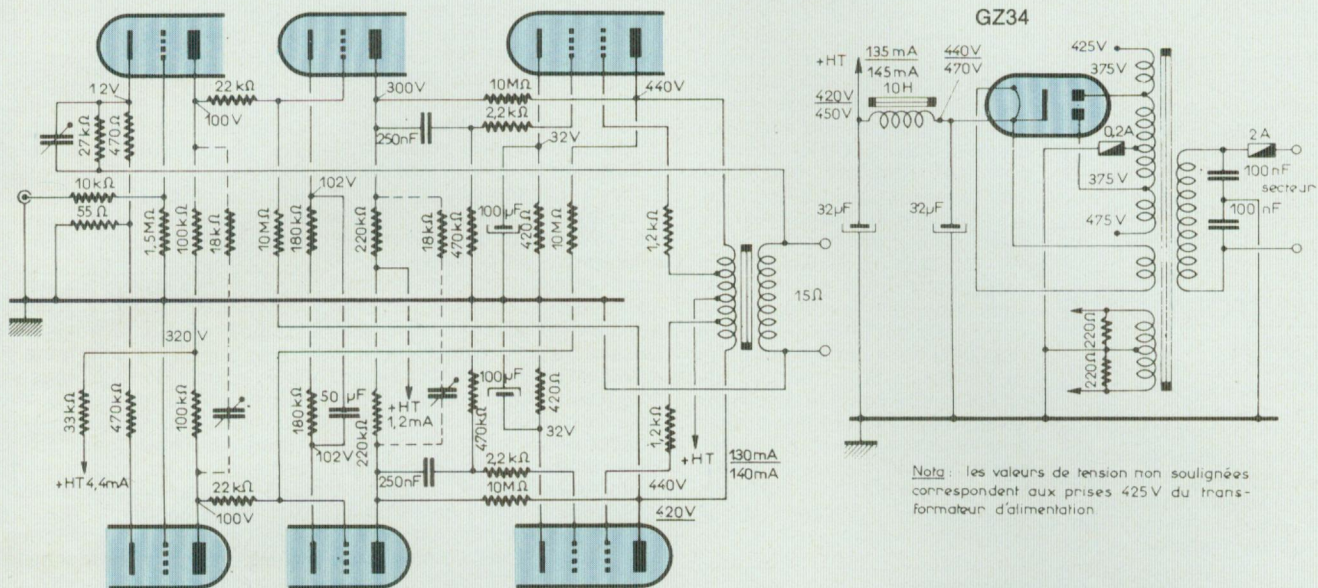 GZ34
12V
22 kΩ
100V
27kΩ
470Ω
10kΩ
55Ω
1,5MΩ
100kΩ
18kΩ
10MΩ
102V
180kΩ
300V
220kΩ
250nF
18kΩ
470kΩ
10MΩ
2,2kΩ
32V
100µF
420Ω
10MΩ
440V
1,2kΩ
15Ω
320V
33kΩ
+HT 4,4mA
470kΩ
100kΩ
22kΩ
100V
180kΩ
50 µF
102V
+HT
1,2mA
220kΩ
250nF
470kΩ
100µF
420Ω
32V
2,2kΩ
10MΩ
1,2kΩ
+HT
130mA
140mA
440V
420V
+HT
135mA
145mA
10H
420V
450V
440V
470V
425V
375V
0,2A
375V
475V
32µF
32µF
2A
100nF
secteur
100nF
220Ω
220Ω
Nota : les valeurs de tension non soulignées
correspondent aux prises 425V du trans-
formateur d'alimentation